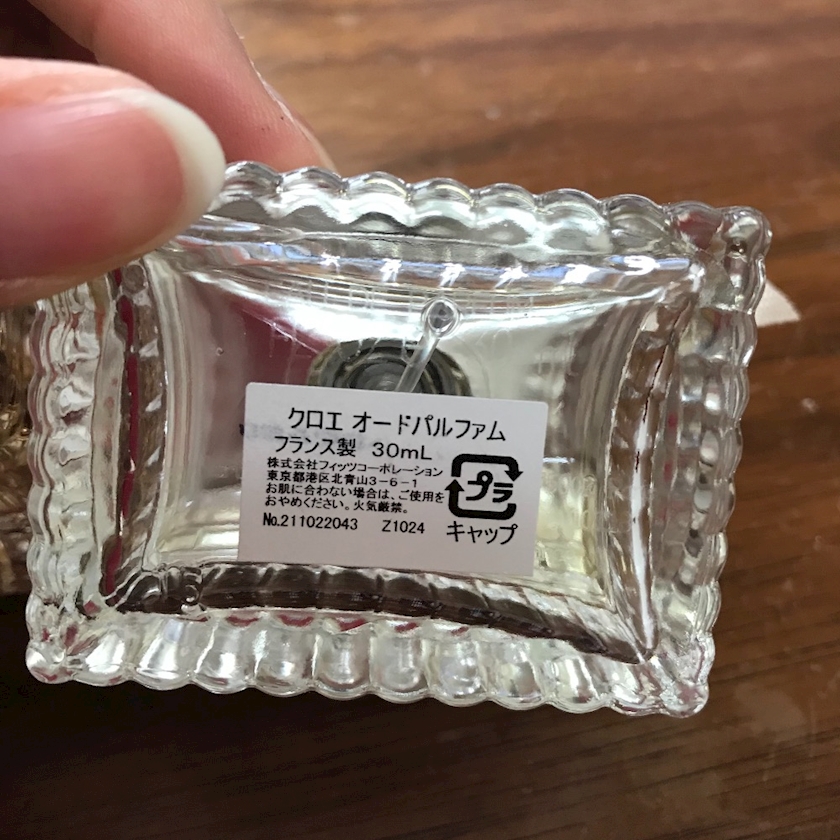 クロエ オードパルファム
フランス製 30mL
株式会社フィッツコーポレーション
東京都港区北青山3-6-1
お肌に合わない場合は、ご使用を
おやめください。火気厳禁。
No.211022043 Z1024
プラ
キャップ